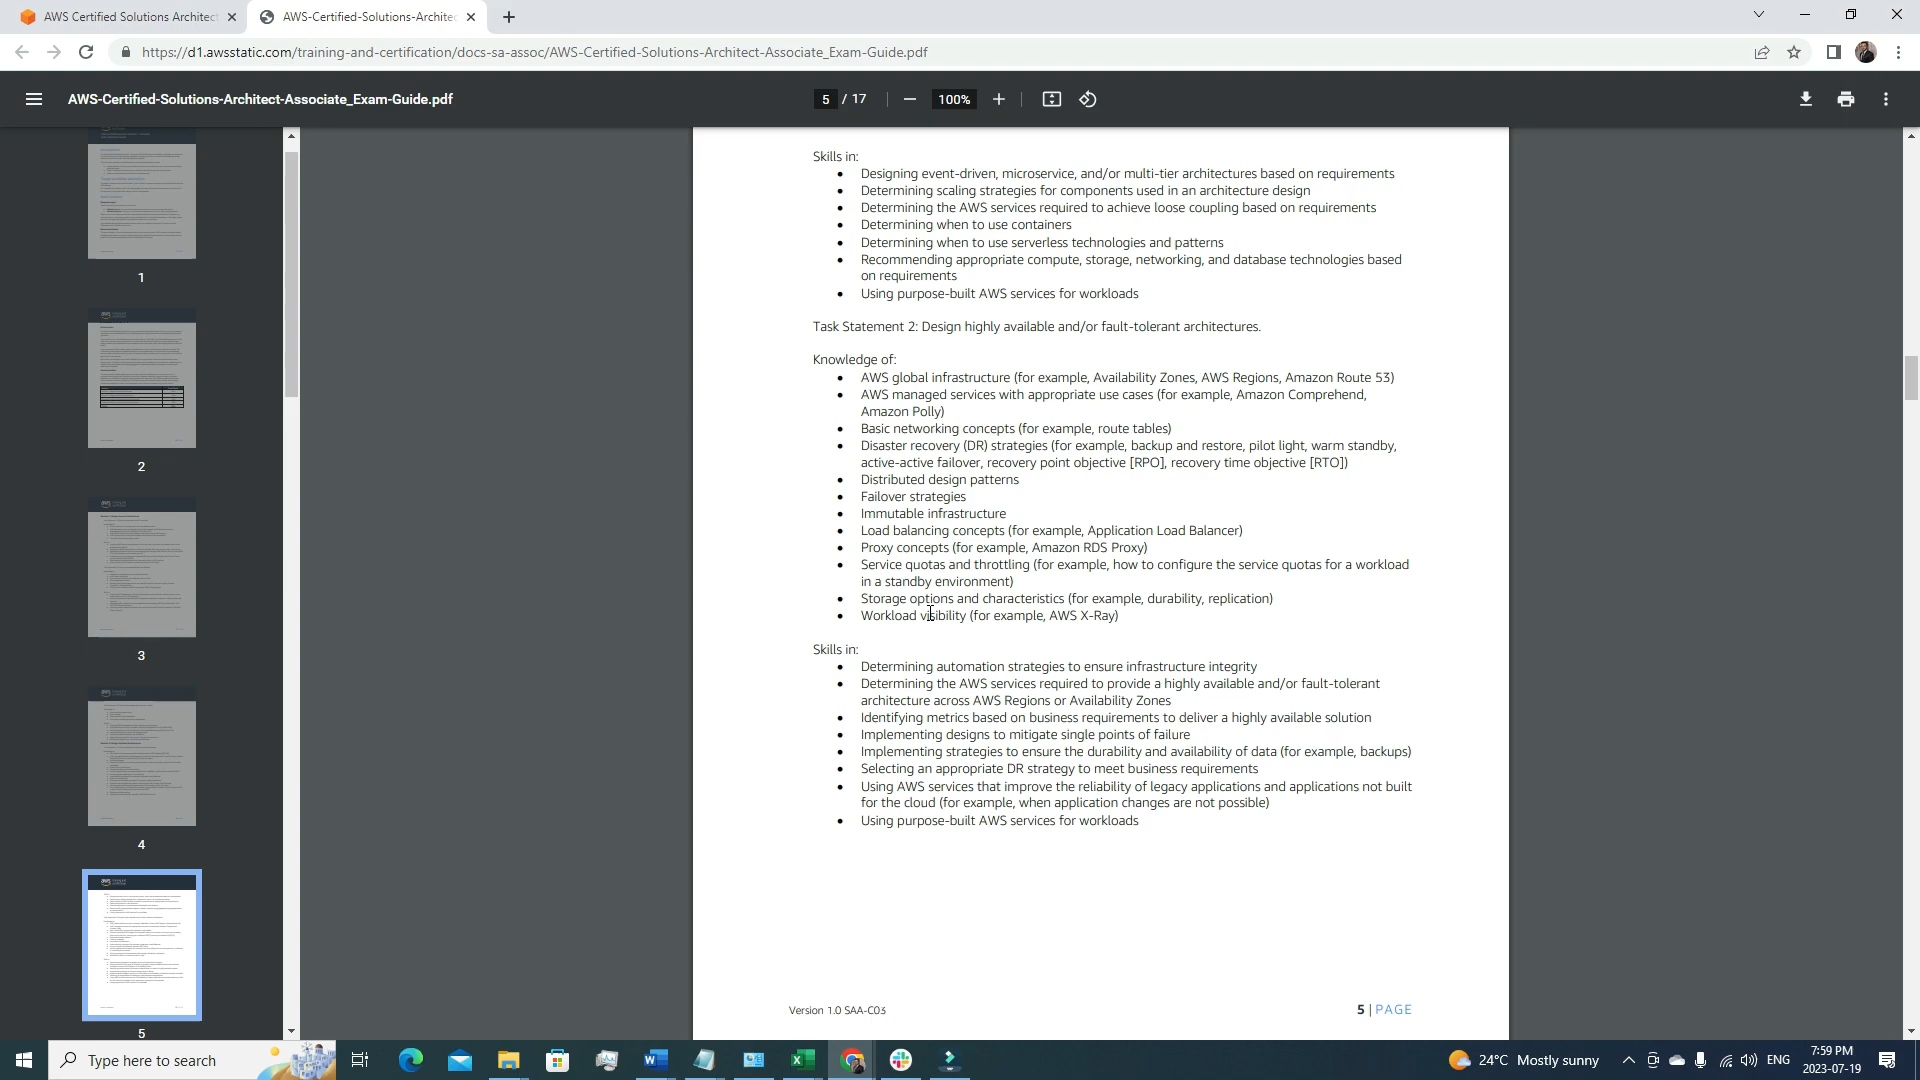 AWS Certified Solutions Architect
AWS-Certified-Solutions-Architec
https://d1.awsstatic.com/training-and-certification/docs-sa-assoc/AWS-Certified-Solutions-Architect-Associate_Exam-Guide.pdf
AWS-Certified-Solutions-Architect-Associate_Exam-Guide.pdf
5 / 17
100%
1
2
3
4
5
Skills in:
• Designing event-driven, microservice, and/or multi-tier architectures based on requirements
• Determining scaling strategies for components used in an architecture design
• Determining the AWS services required to achieve loose coupling based on requirements
• Determining when to use containers
• Determining when to use serverless technologies and patterns
• Recommending appropriate compute, storage, networking, and database technologies based
on requirements
• Using purpose-built AWS services for workloads
Task Statement 2: Design highly available and/or fault-tolerant architectures.
Knowledge of:
• AWS global infrastructure (for example, Availability Zones, AWS Regions, Amazon Route 53)
• AWS managed services with appropriate use cases (for example, Amazon Comprehend,
Amazon Polly)
• Basic networking concepts (for example, route tables)
• Disaster recovery (DR) strategies (for example, backup and restore, pilot light, warm standby,
active-active failover, recovery point objective [RPO], recovery time objective [RTO])
• Distributed design patterns
• Failover strategies
• Immutable infrastructure
• Load balancing concepts (for example, Application Load Balancer)
• Proxy concepts (for example, Amazon RDS Proxy)
• Service quotas and throttling (for example, how to configure the service quotas for a workload
in a standby environment)
• Storage options and characteristics (for example, durability, replication)
• Workload visibility (for example, AWS X-Ray)
Skills in:
• Determining automation strategies to ensure infrastructure integrity
• Determining the AWS services required to provide a highly available and/or fault-tolerant
architecture across AWS Regions or Availability Zones
• Identifying metrics based on business requirements to deliver a highly available solution
• Implementing designs to mitigate single points of failure
• Implementing strategies to ensure the durability and availability of data (for example, backups)
• Selecting an appropriate DR strategy to meet business requirements
• Using AWS services that improve the reliability of legacy applications and applications not built
for the cloud (for example, when application changes are not possible)
• Using purpose-built AWS services for workloads
Version 1.0 SAA-C03
5 | PAGE
Type here to search
24°C Mostly sunny
ENG
7:59 PM
2023-07-19